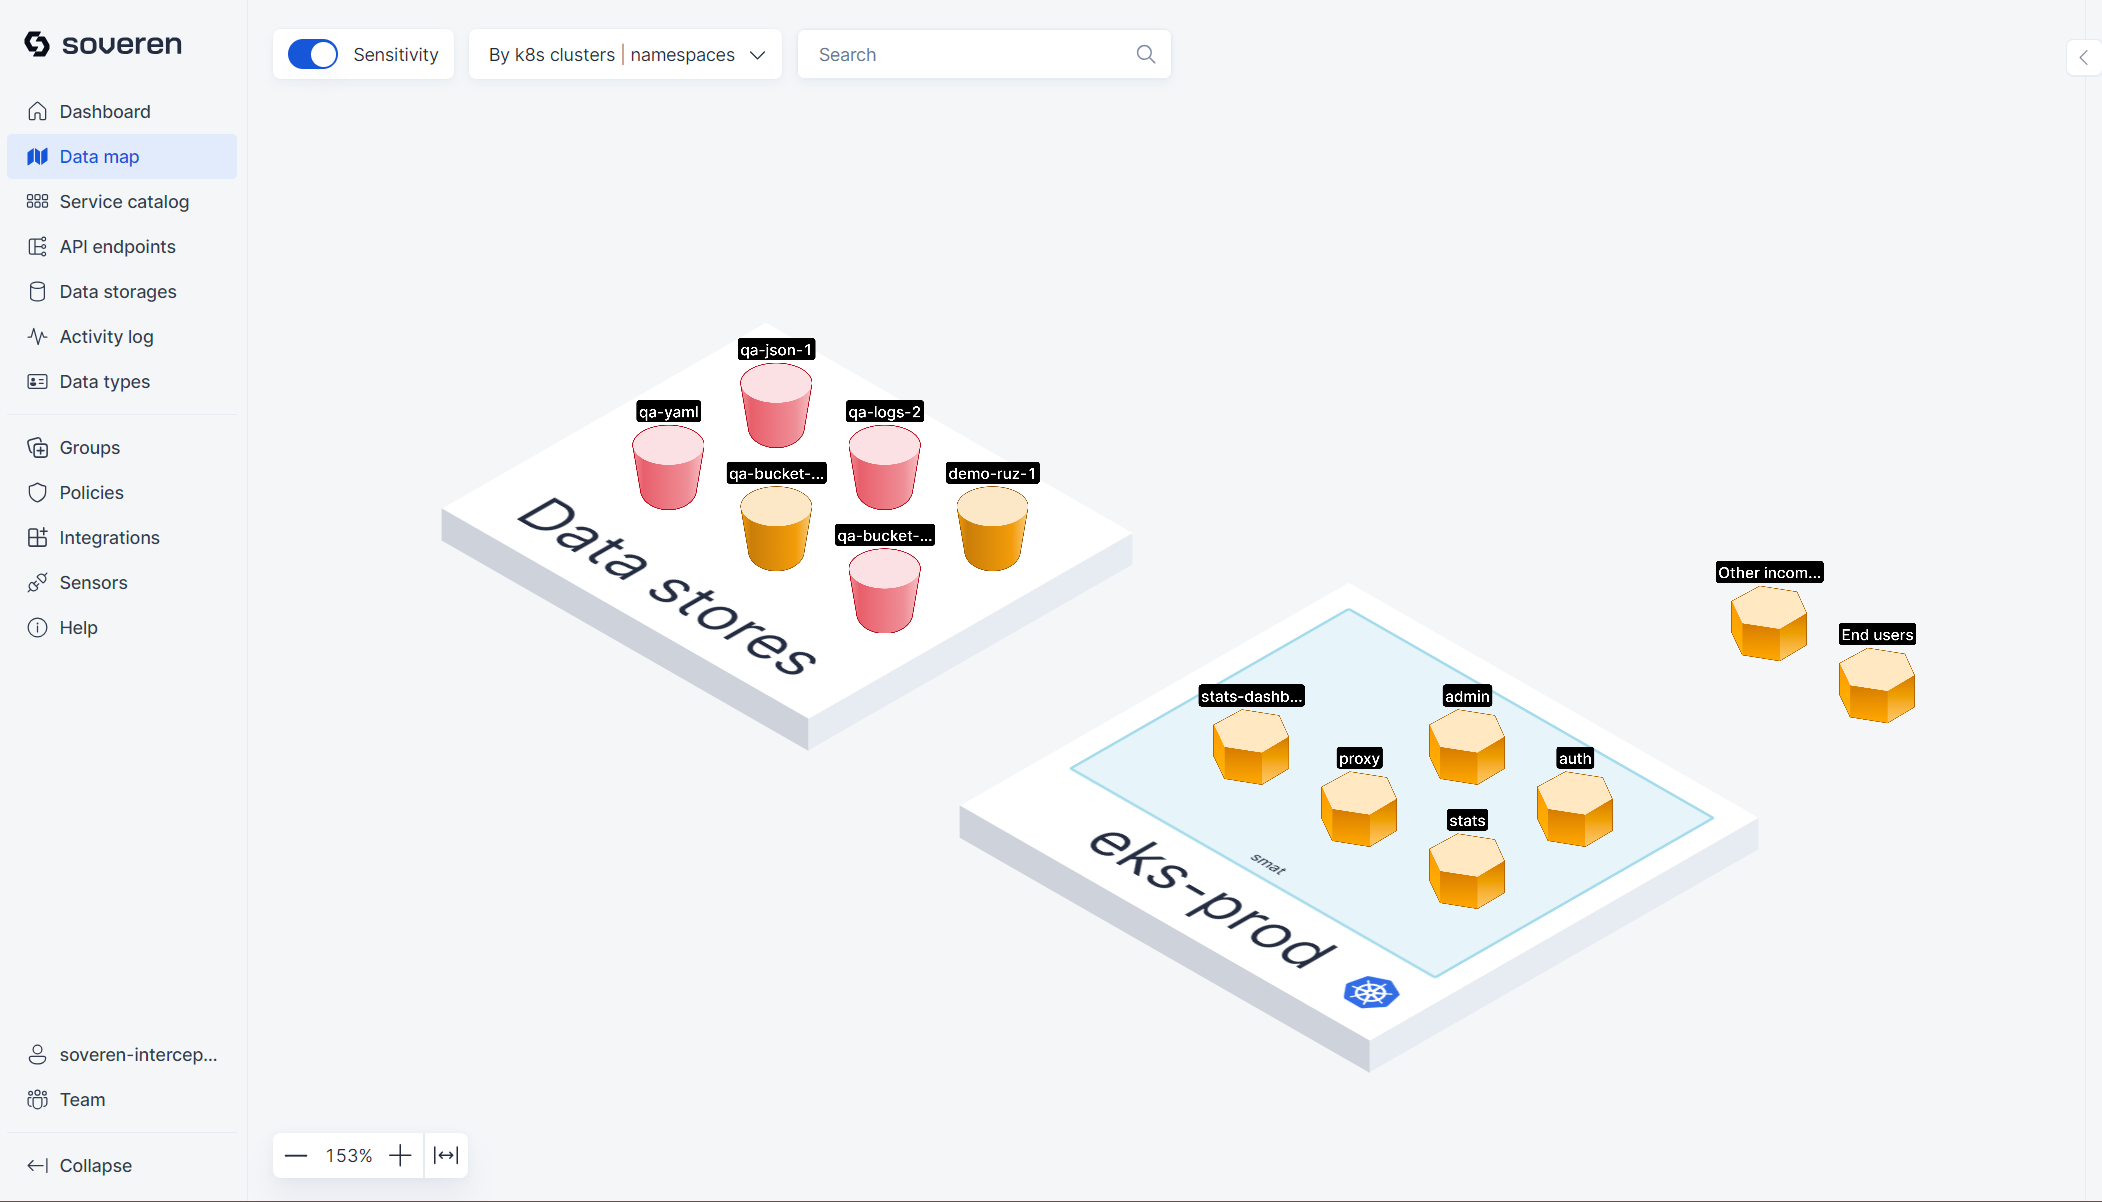 soveren
Sensitivity
By k8s clusters | namespaces
Search
Dashboard
Data map
Service catalog
API endpoints
Data storages
Activity log
Data types
Groups
Policies
Integrations
Sensors
Help
soveren-intercep...
Team
Collapse
qa-json-1
qa-yaml
qa-logs-2
qa-bucket-...
demo-ruz-1
qa-bucket-...
Data stores
Other incom...
End users
stats-dashb...
admin
proxy
auth
stats
smat
eks-prod
153%